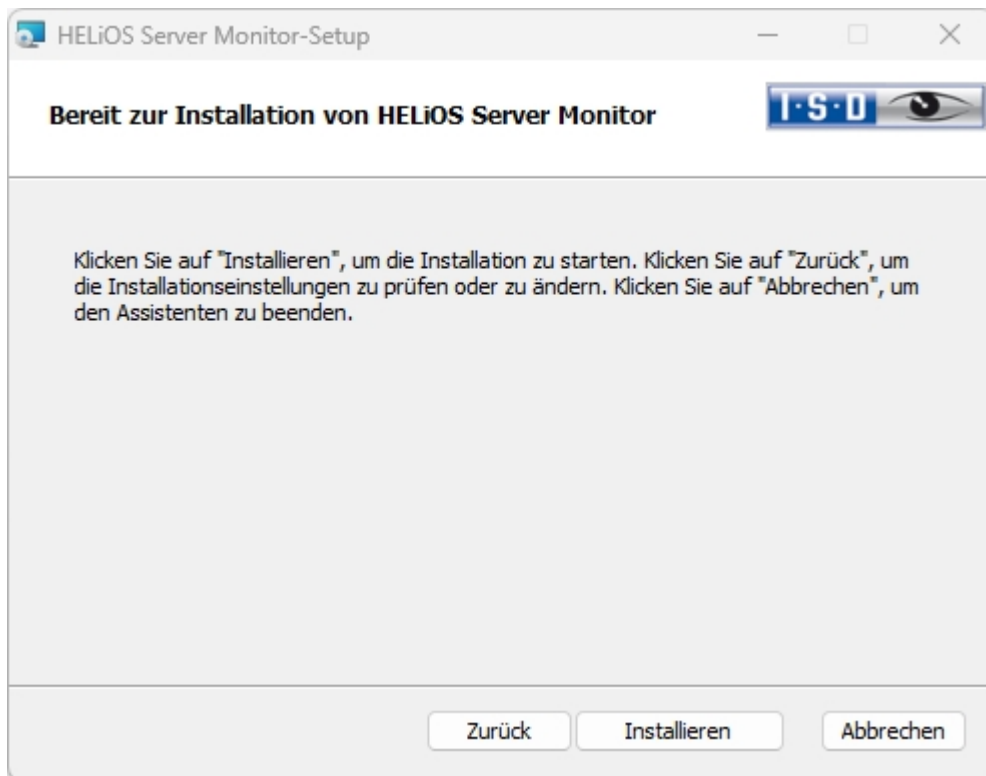 HELiOS Server Monitor-Setup
Bereit zur Installation von HELiOS Server Monitor
I·S·D
Klicken Sie auf "Installieren", um die Installation zu starten. Klicken Sie auf "Zurück", um
die Installationseinstellungen zu prüfen oder zu ändern. Klicken Sie auf "Abbrechen", um
den Assistenten zu beenden.
Zurück
Installieren
Abbrechen